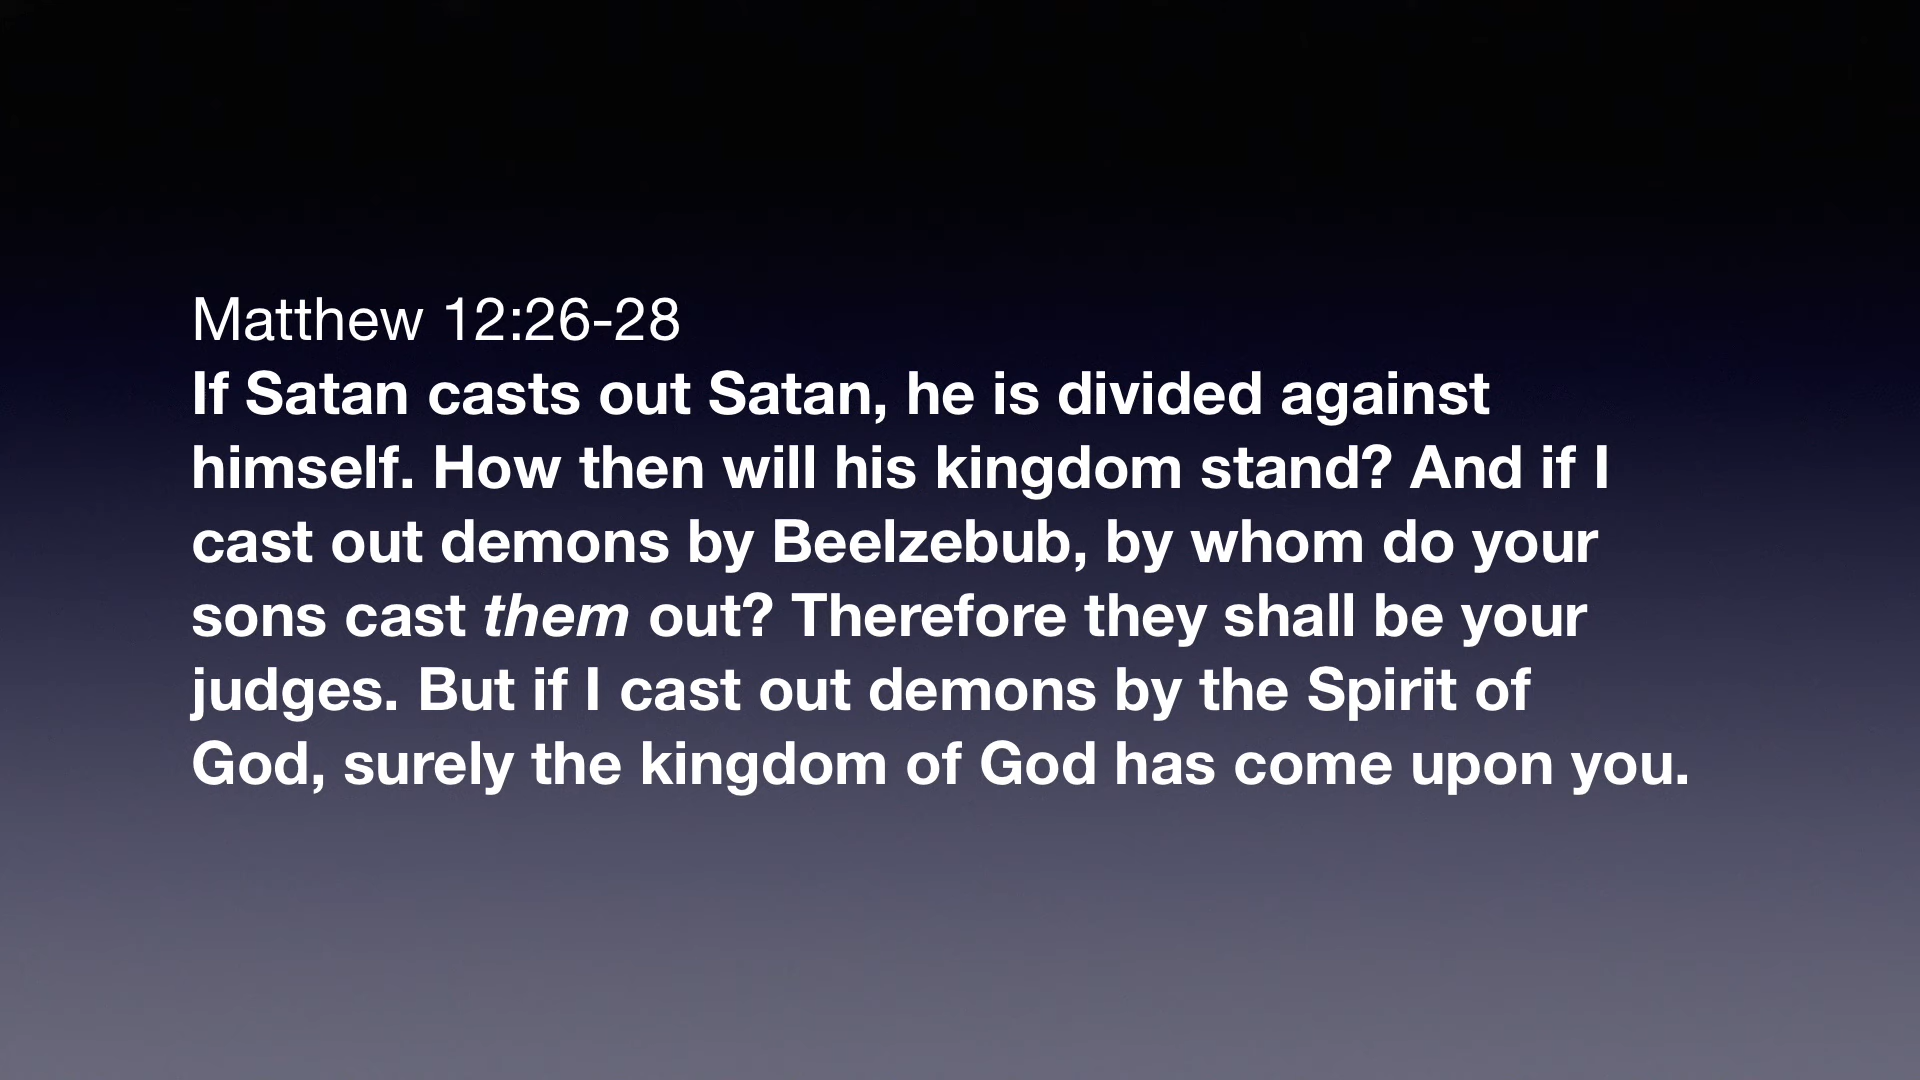 Matthew 12:26-28
If Satan casts out Satan, he is divided against
himself. How then will his kingdom stand? And if I
cast out demons by Beelzebub, by whom do your
sons cast them out? Therefore they shall be your
judges. But if I cast out demons by the Spirit of
God, surely the kingdom of God has come upon you.